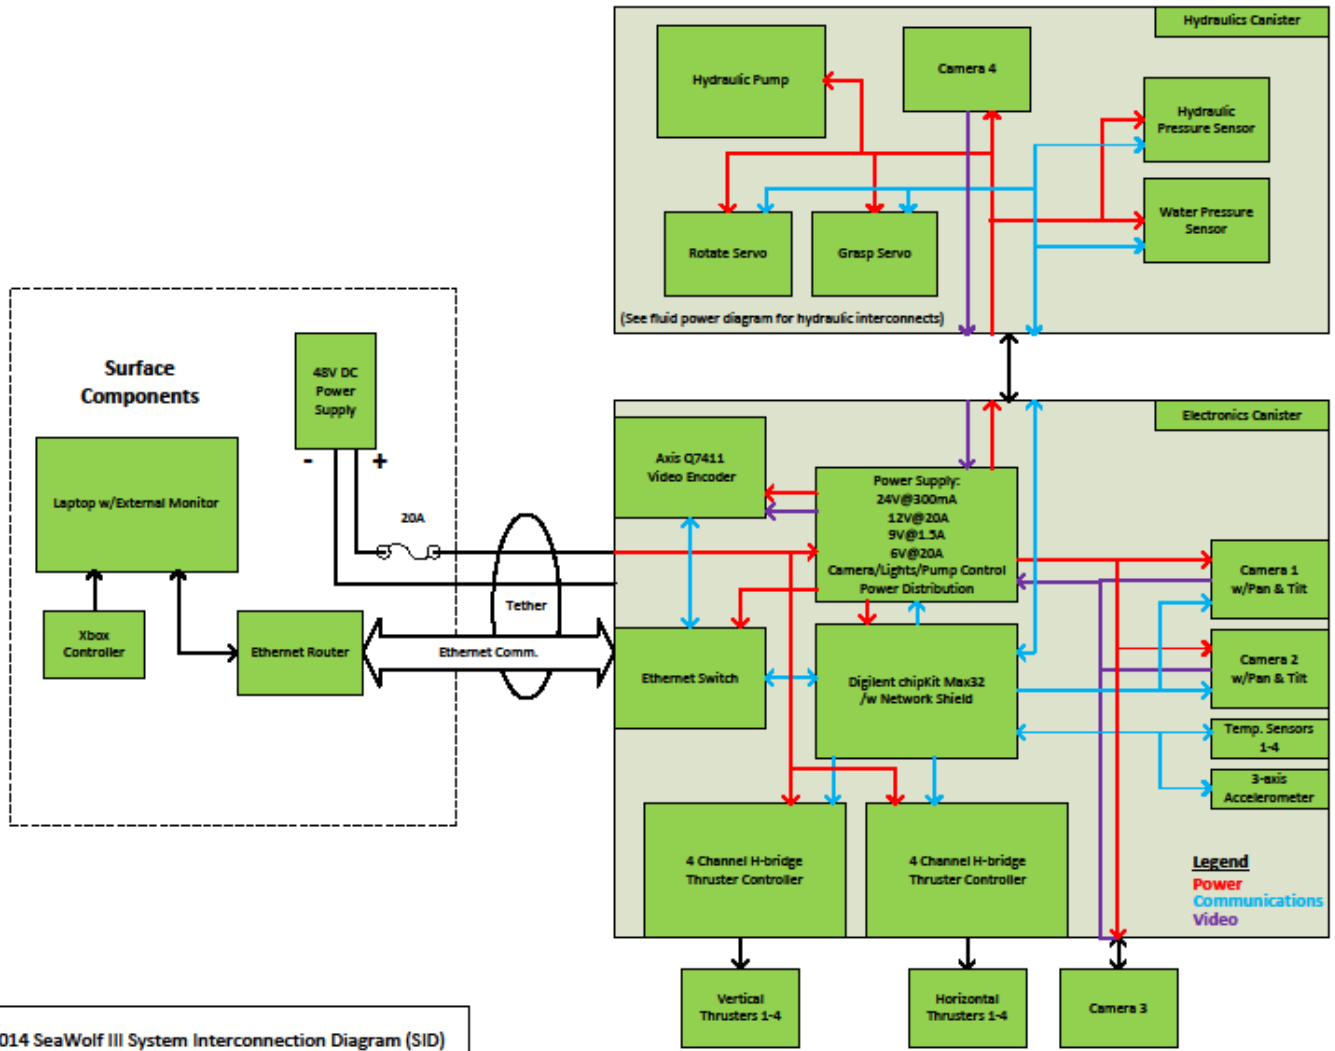 Hydraulics Canister
Hydraulic Pump
Camera 4
Hydraulic
Pressure Sensor
Water Pressure
Sensor
Rotate Servo
Grasp Servo
(See fluid power diagram for hydraulic interconnects)
Surface
Components
48V DC
Power
Supply
- +
Laptop w/External Monitor
20A
Xbox
Controller
Ethernet Router
Ethernet Comm.
Tether
Electronics Canister
Axis Q7411
Video Encoder
Power Supply:
24V@300mA
12V@20A
9V@1.5A
6V@20A
Camera/Lights/Pump Control
Power Distribution
Camera 1
w/Pan & Tilt
Ethernet Switch
Digilent chipKit Max32
/w Network Shield
Camera 2
w/Pan & Tilt
Temp. Sensors
1-4
3-axis
Accelerometer
4 Channel H-bridge
Thruster Controller
4 Channel H-bridge
Thruster Controller
Legend
Power
Communications
Video
Vertical
Thrusters 1-4
Horizontal
Thrusters 1-4
Camera 3
014 SeaWolf III System Interconnection Diagram (SID)